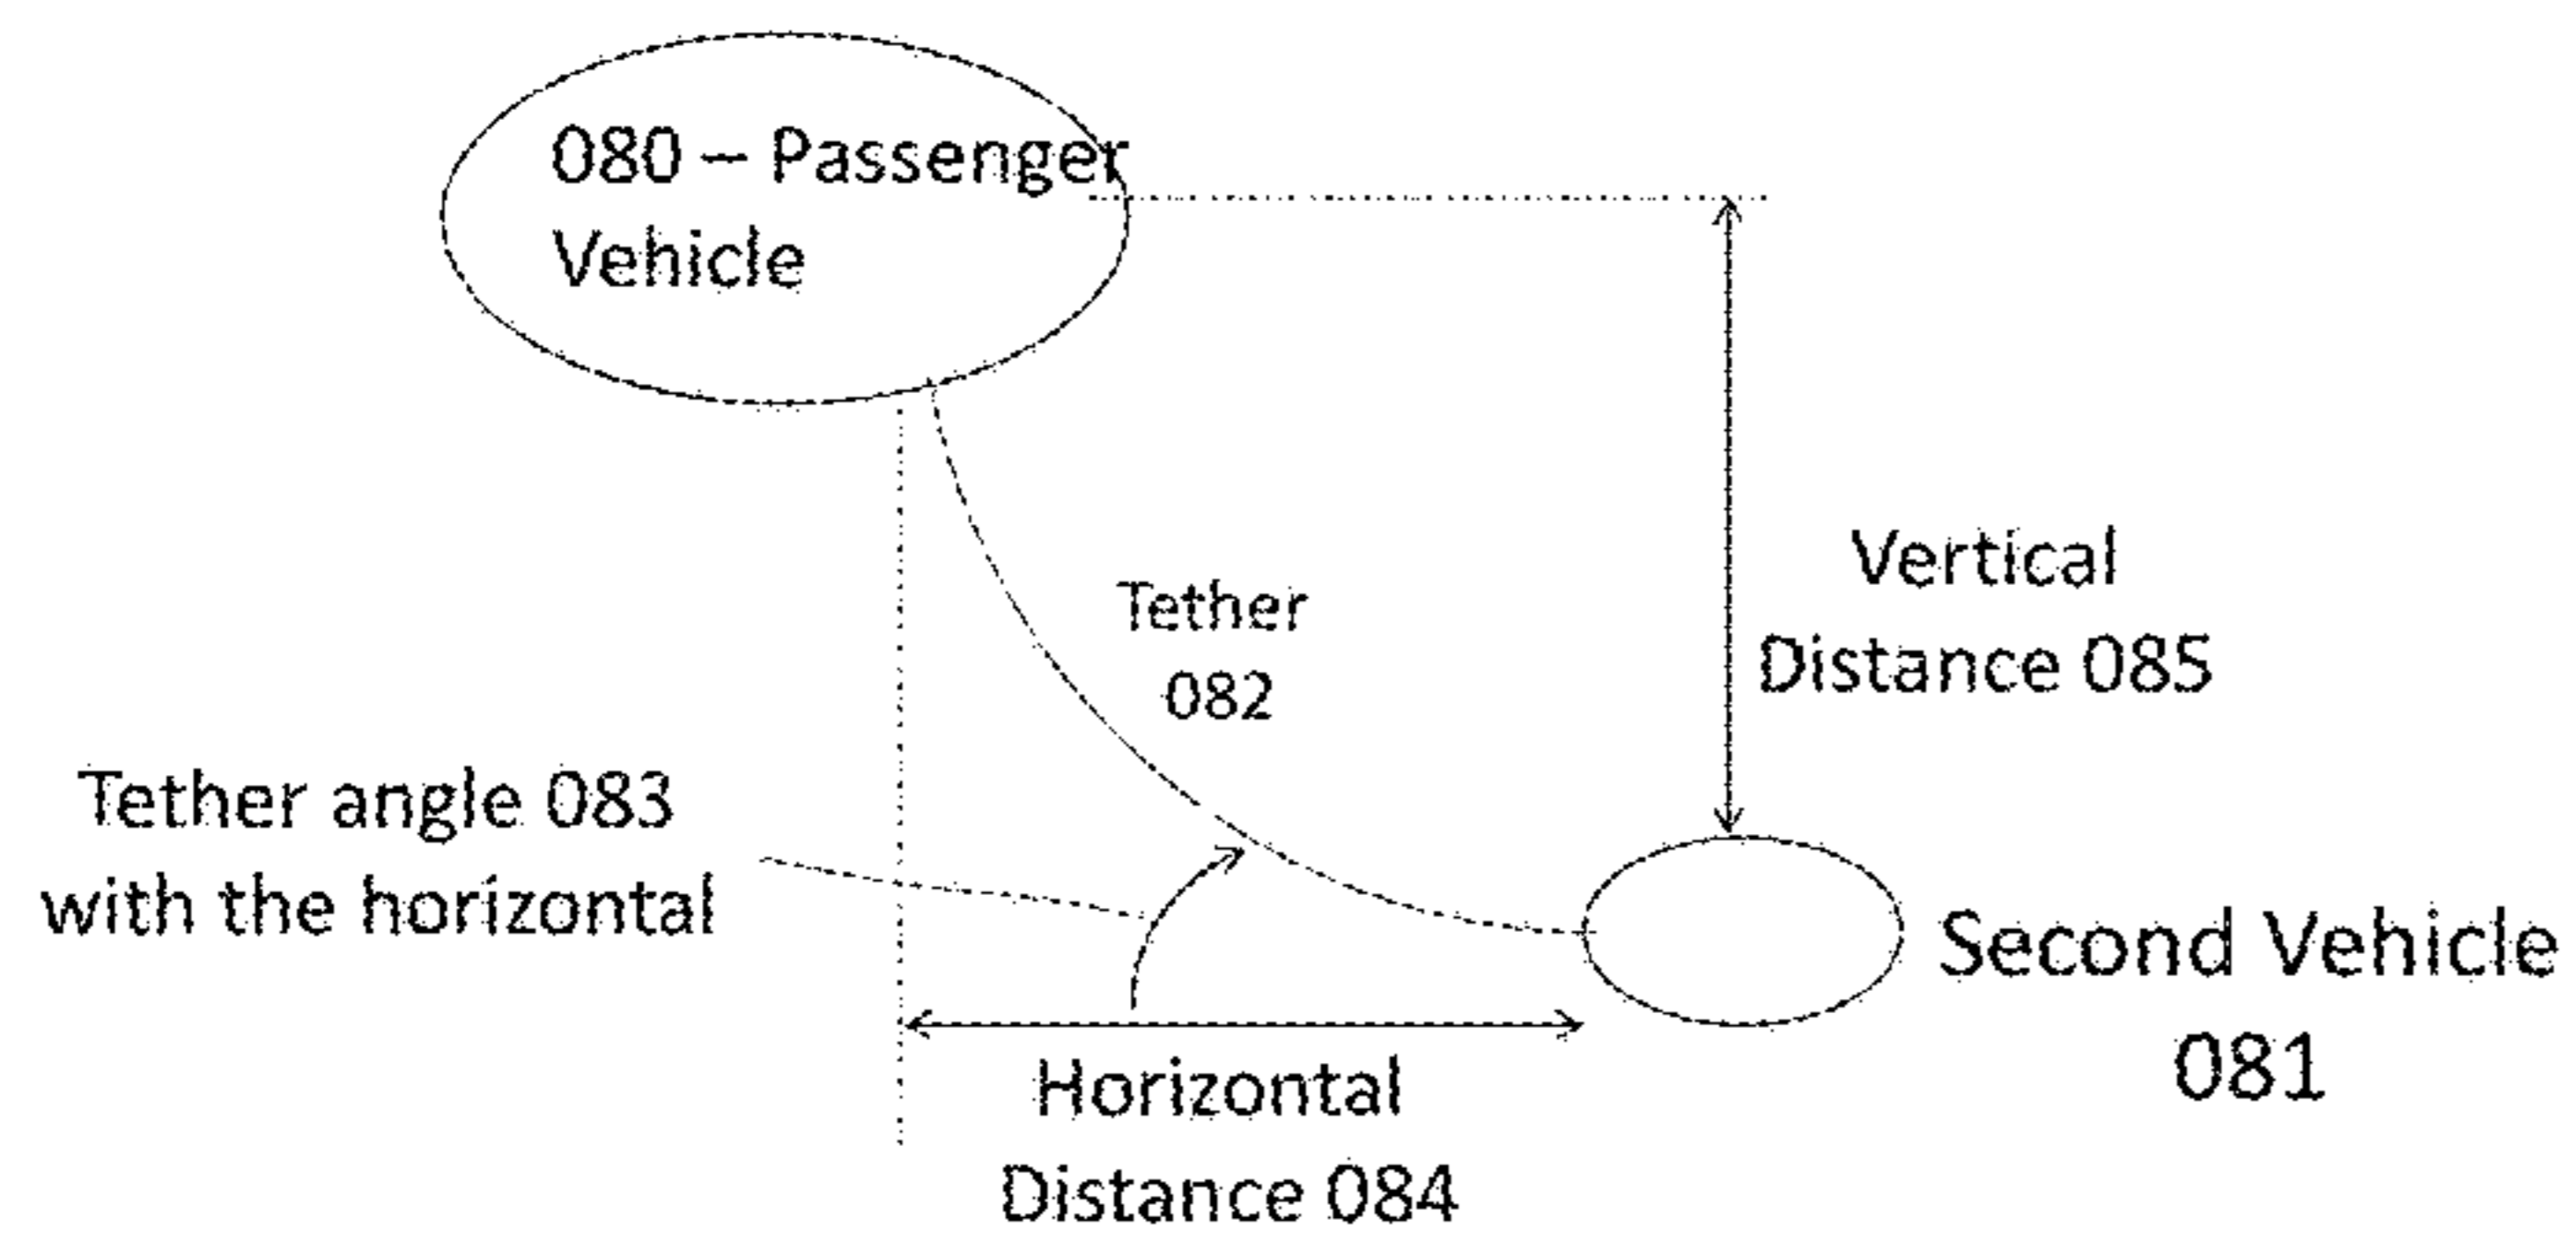 080 – Passenger
Vehicle
Tether
082
Vertical
Distance 085
Tether angle 083
with the horizontal
Second Vehicle
081
Horizontal
Distance 084